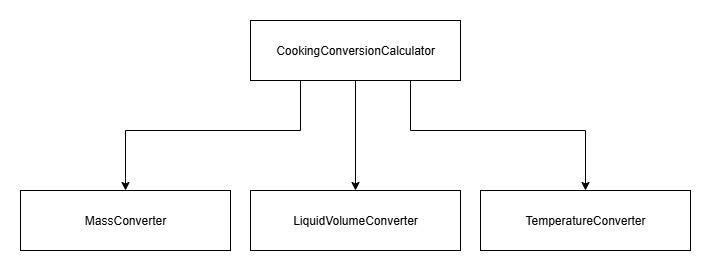 CookingConversionCalculator
MassConverter
LiquidVolumeConverter
TemperatureConverter